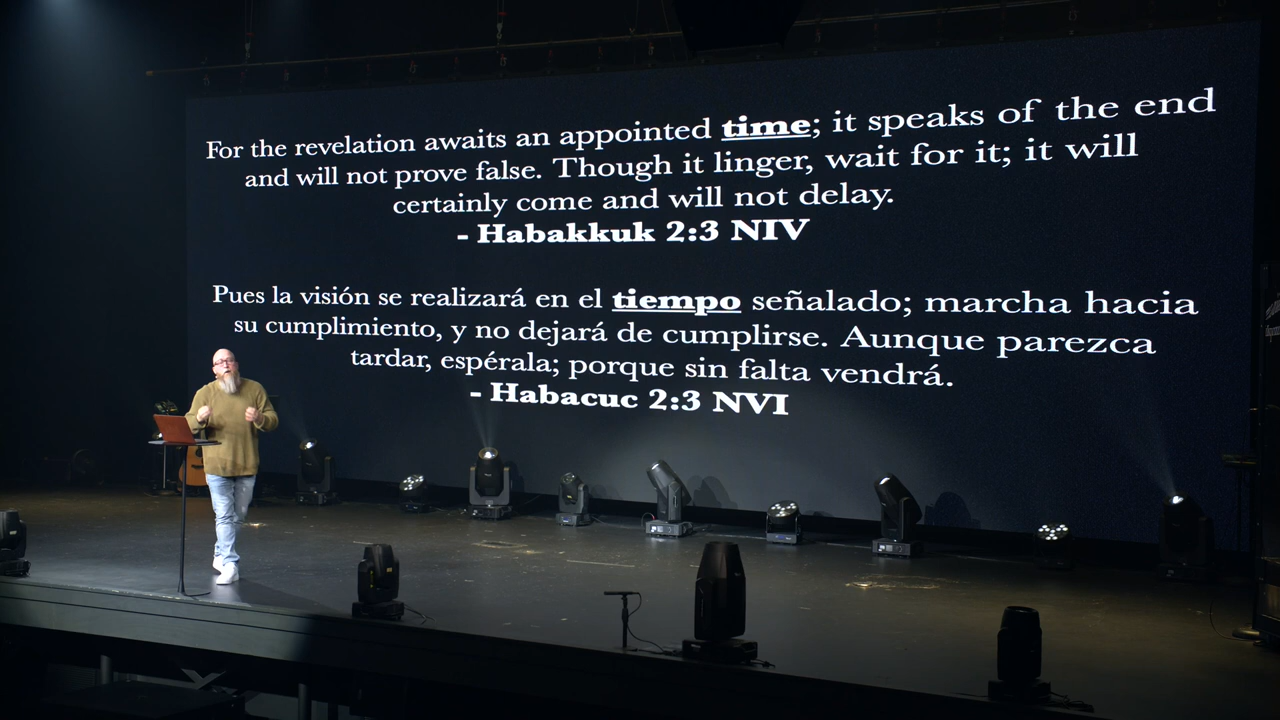 For the revelation awaits an appointed time; it speaks of the end
and will not prove false. Though it linger, wait for it; it will
certainly come and will not delay.
- Habakkuk 2:3 NIV
Pues la visión se realizará en el tiempo señalado; marcha hacia
su cumplimiento, y no dejará de cumplirse. Aunque parezca
tardar, espérala; porque sin falta vendrá.
- Habacuc 2:3 NVI